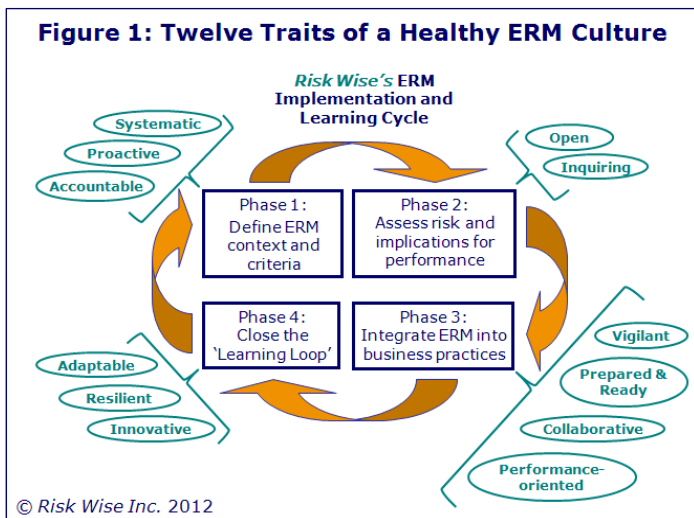 Figure 1: Twelve Traits of a Healthy ERM Culture
Risk Wise's ERM
Implementation and
Learning Cycle
Systematic
Proactive
Accountable
Open
Inquiring
Phase 1:
Define ERM
context and
criteria
Phase 2:
Assess risk and
implications for
performance
Phase 4:
Close the
'Learning Loop'
Phase 3:
Integrate ERM into
business practices
Adaptable
Resilient
Innovative
Vigilant
Prepared &
Ready
Collaborative
Performance-
oriented
© Risk Wise Inc. 2012